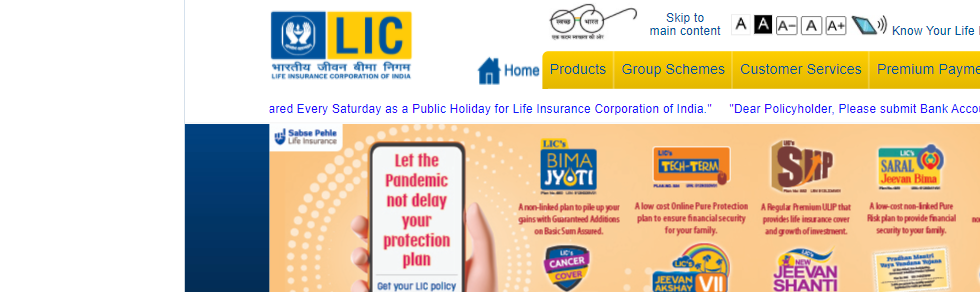 LIC
भारतीय जीवन बीमा निगम
LIFE INSURANCE CORPORATION OF INDIA
स्वच्छ भारत
एक कदम स्वच्छता की ओर
Skip to
main content
A A A- A A+
Know Your Life
Home Products Group Schemes Customer Services Premium Payme
ared Every Saturday as a Public Holiday for Life Insurance Corporation of India." "Dear Policyholder, Please submit Bank Accou
Sabse Pehle
Life Insurance
Let the
Pandemic
not delay
your
protection
plan
Get your LIC policy
LIC's
BIMA
JYOTI
A non-linked plan to pile up your
gains with Guaranteed Additions
on Basic Sum Assured.
LIC's
TECH-TERM
A low cost Online Pure Protection
plan to ensure financial security
for your family.
LIC's
SIIP
A Regular Premium ULIP that
provides life insurance cover
and growth of investment.
LIC's
SARAL
Jeevan Bima
A low-cost non-linked Pure
Risk plan to provide financial
security to your family.
LIC's
CANCER
COVER
LIC's
JEEVAN
AKSHAY VII
LIC's
NEW
JEEVAN
SHANTI
Pradhan Mantri
Vaya Vandana Yojana